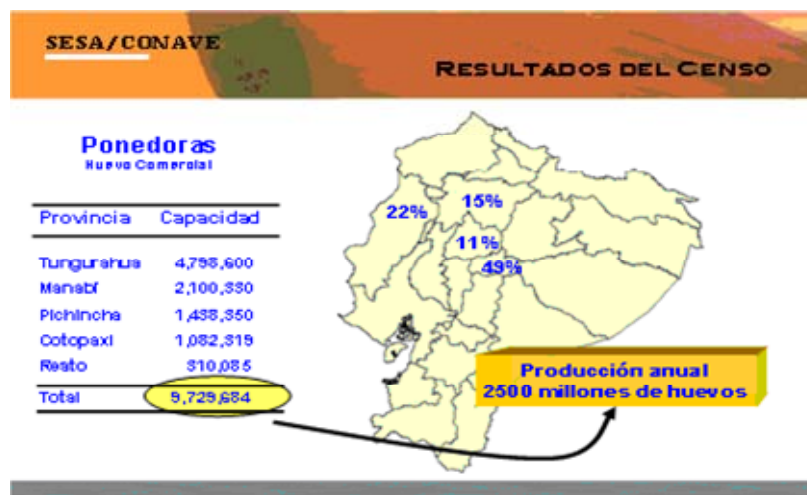 SESA/CONAVE
RESULTADOS DEL CENSO
Ponedoras
Huevo Comercial
Provincia Capacidad
Tungurahua 4,798,600
Manabí 2,100,330
Pichincha 1,438,350
Cotopaxi 1,082,319
Resto 310,085
Total 9,729,684
22%
15%
11%
49%
Producción anual
2500 millones de huevos